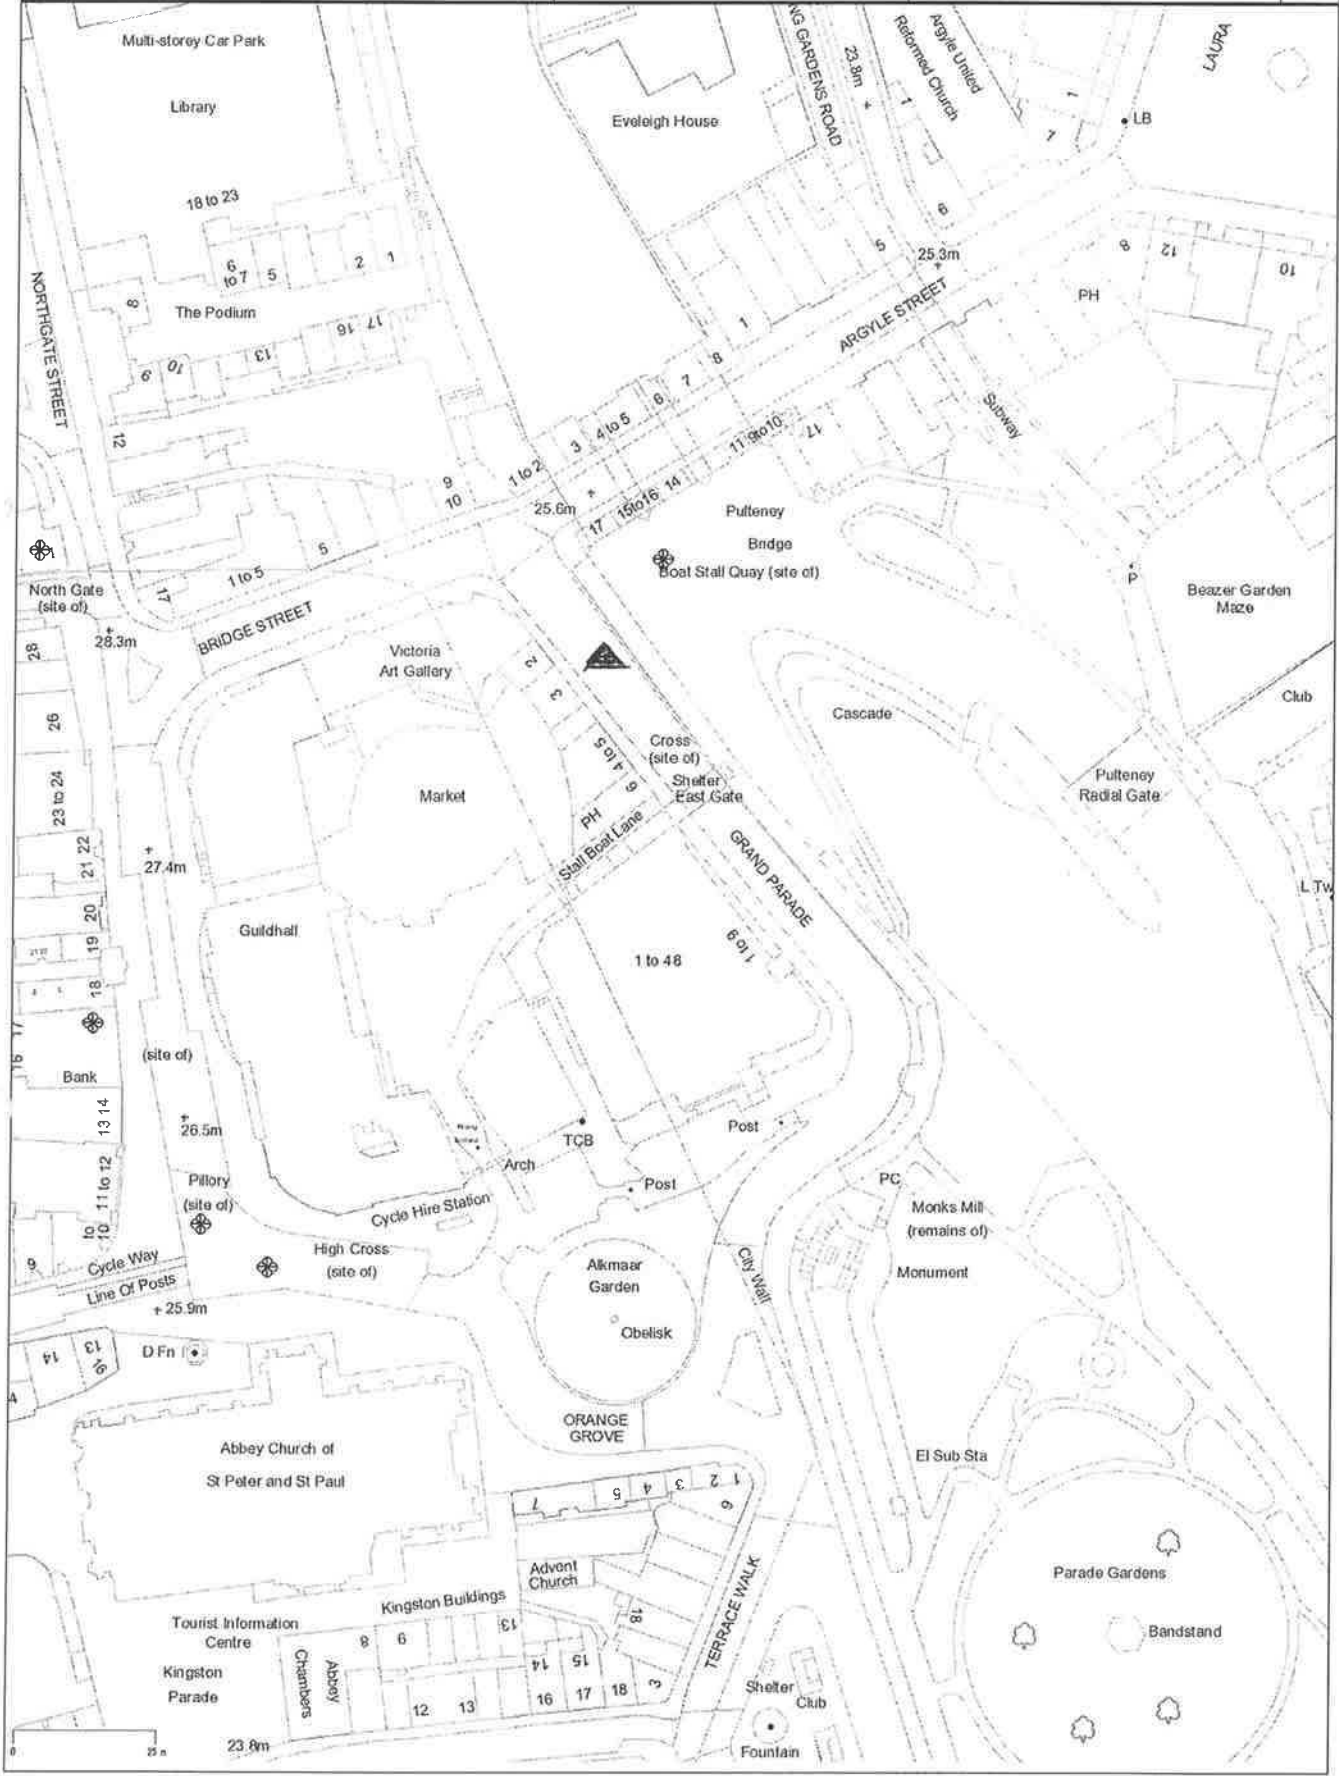 Multi-storey Car Park
Library
18 to 23
Eveleigh House
NG GARDENS ROAD
23.8m
1
Argyle United
Reformed Church
1
7
LB
LAURA
6
to 7
5
2
1
8
The Podium
16
17
13
10
9
NORTHGATE STREET
12
1
5
6
25.3m
ARGYLE STREET
8
12
10
PH
Subway
9
10
1 to 2
3
4 to 5
6
7
8
25.6m
17
15to16
14
11
9to10
17
Pulteney
Bridge
Boat Stall Quay (site of)
P
Beazer Garden
Maze
North Gate
(site of)
28.3m
17
1 to 5
5
BRIDGE STREET
28
26
23 to 24
22
21
20
19
18
17
16
Victoria
Art Gallery
2
3
4 to 5
6
Cross
(site of)
Shelter
East Gate
Cascade
Club
Pulteney
Radial Gate
Market
PH
Stall Boat Lane
GRAND PARADE
27.4m
Guildhall
1 to 48
1 to 9
L Tw
(site of)
Bank
13 14
26.5m
11 to 12
10
to
9
Pillory
(site of)
TCB
Arch
Post
Post
Cycle Hire Station
PC
Monks Mill
(remains of)
Monument
High Cross
(site of)
Cycle Way
Line Of Posts
25.9m
Alkmaar
Garden
Obelisk
City Wall
D Fn
14
13
16
4
Abbey Church of
St Peter and St Paul
ORANGE
GROVE
El Sub Sta
7
5
4
3
2
1
6
Advent
Church
TERRACE WALK
Parade Gardens
Bandstand
Tourist Information
Centre
Kingston Buildings
Kingston
Parade
Abbey
Chambers
8
9
13
12
13
14
15
16
17
18
18
3
Shelter
Club
Fountain
23.8m
0
25 m